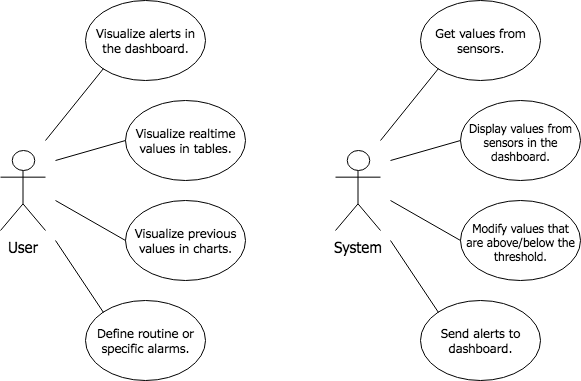 Visualize alerts in
the dashboard.
Visualize realtime
values in tables.
User
Visualize previous
values in charts.
Define routine or
specific alarms.
Get values from
sensors.
Display values from
sensors in the
dashboard.
System
Modify values that
are above/below the
threshold.
Send alerts to
dashboard.